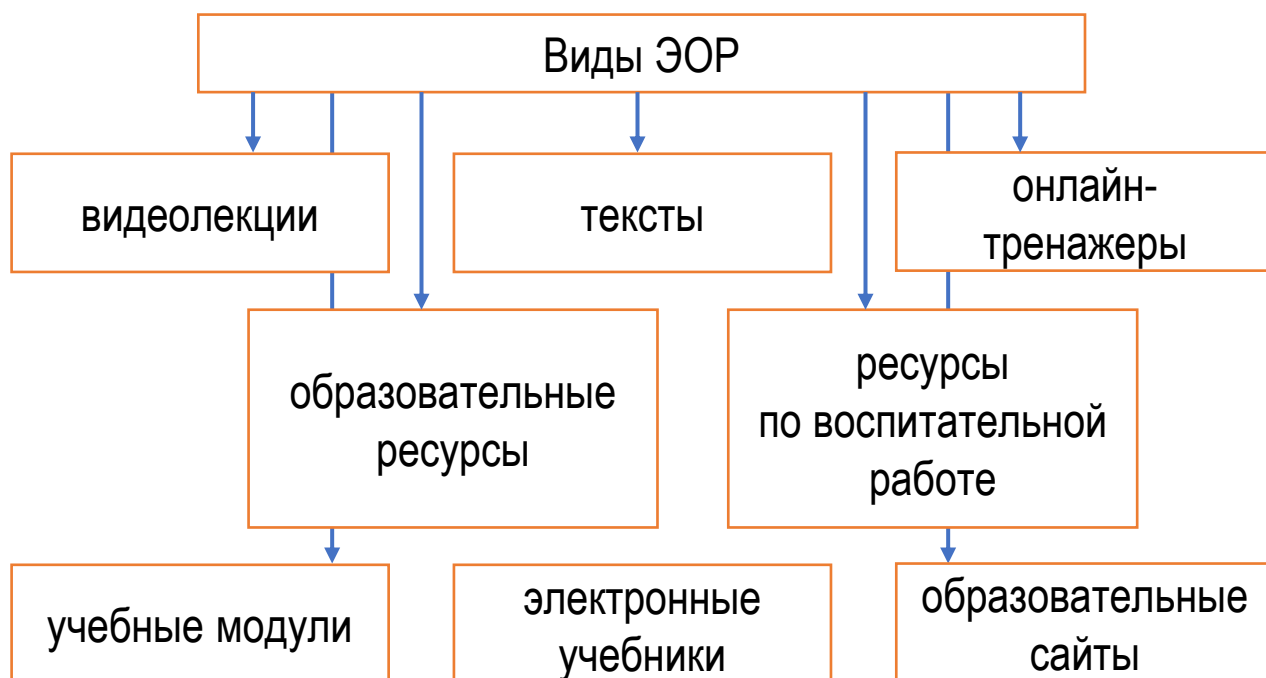 Виды ЭОР
видеолекции
тексты
онлайн-
тренажеры
образовательные
ресурсы
ресурсы
по воспитательной
работе
учебные модули
электронные
учебники
образовательные
сайты